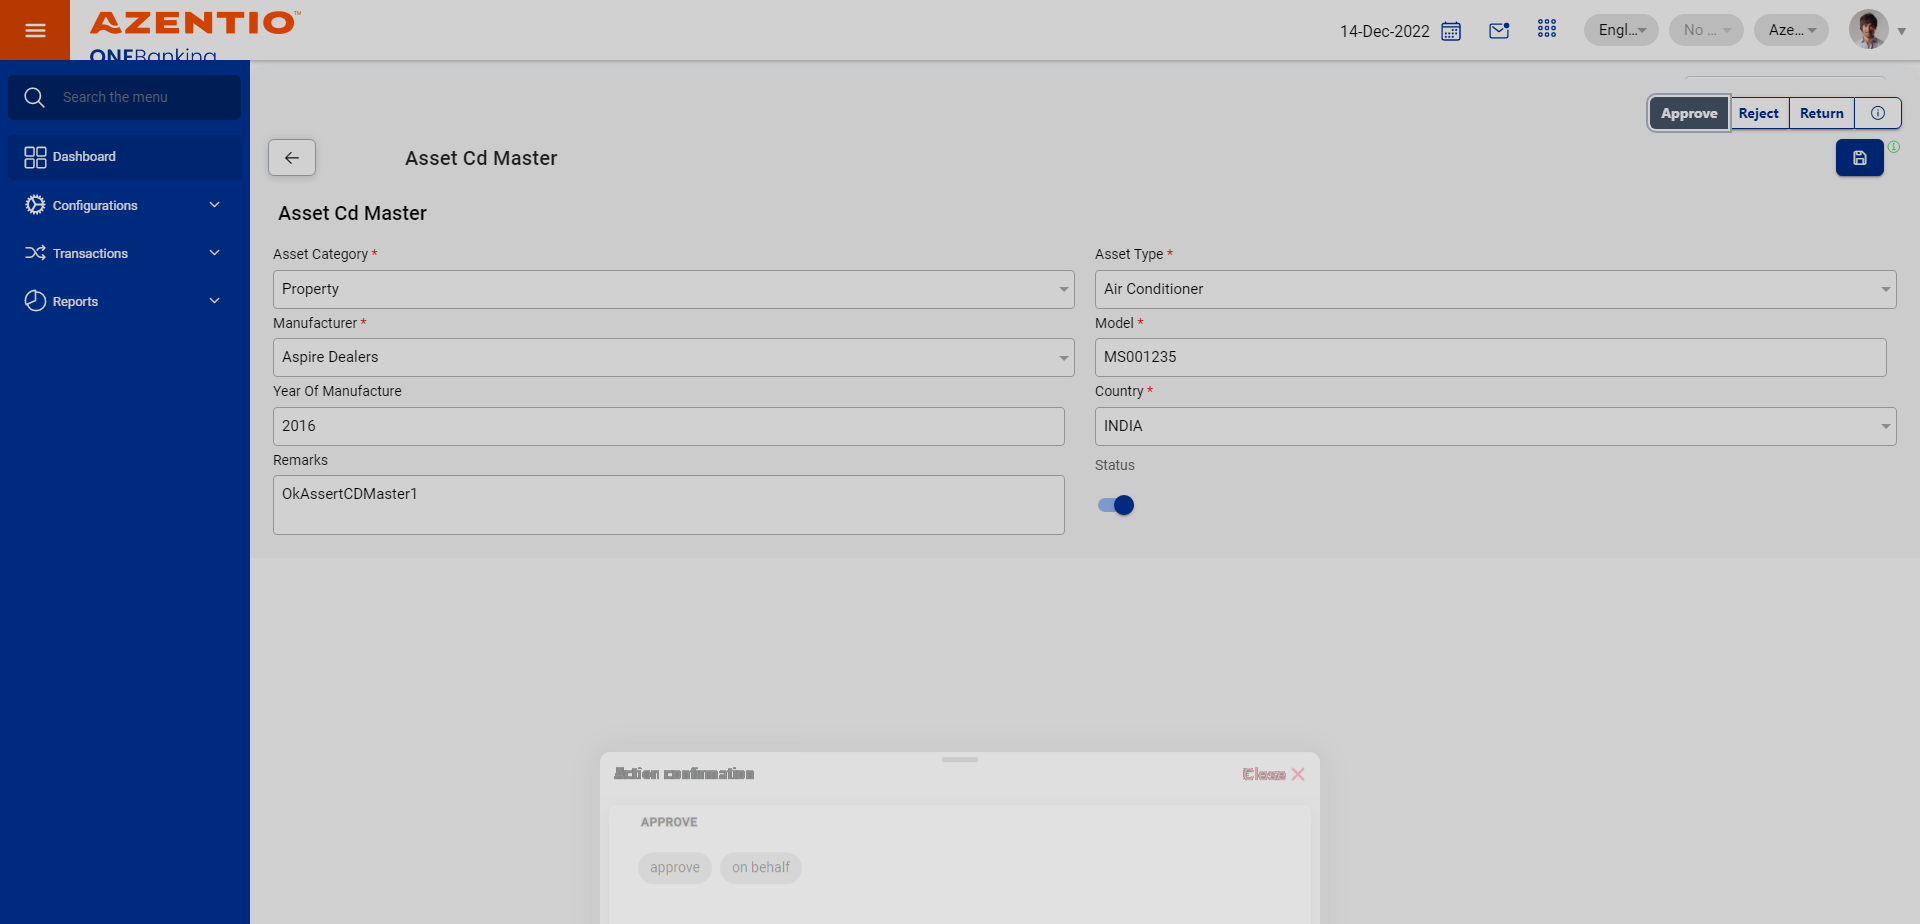 AZENTIO™
ONEBanking
14-Dec-2022
Engl...
No ...
Aze...
Search the menu
Dashboard
Configurations
Transactions
Reports
Approve
Reject
Return
Asset Cd Master
Asset Cd Master
Asset Category *
Asset Type *
Property
Air Conditioner
Manufacturer *
Model *
Aspire Dealers
MS001235
Year Of Manufacture
Country *
2016
INDIA
Remarks
Status
OkAssertCDMaster1
Action confirmation
Close
APPROVE
approve
on behalf